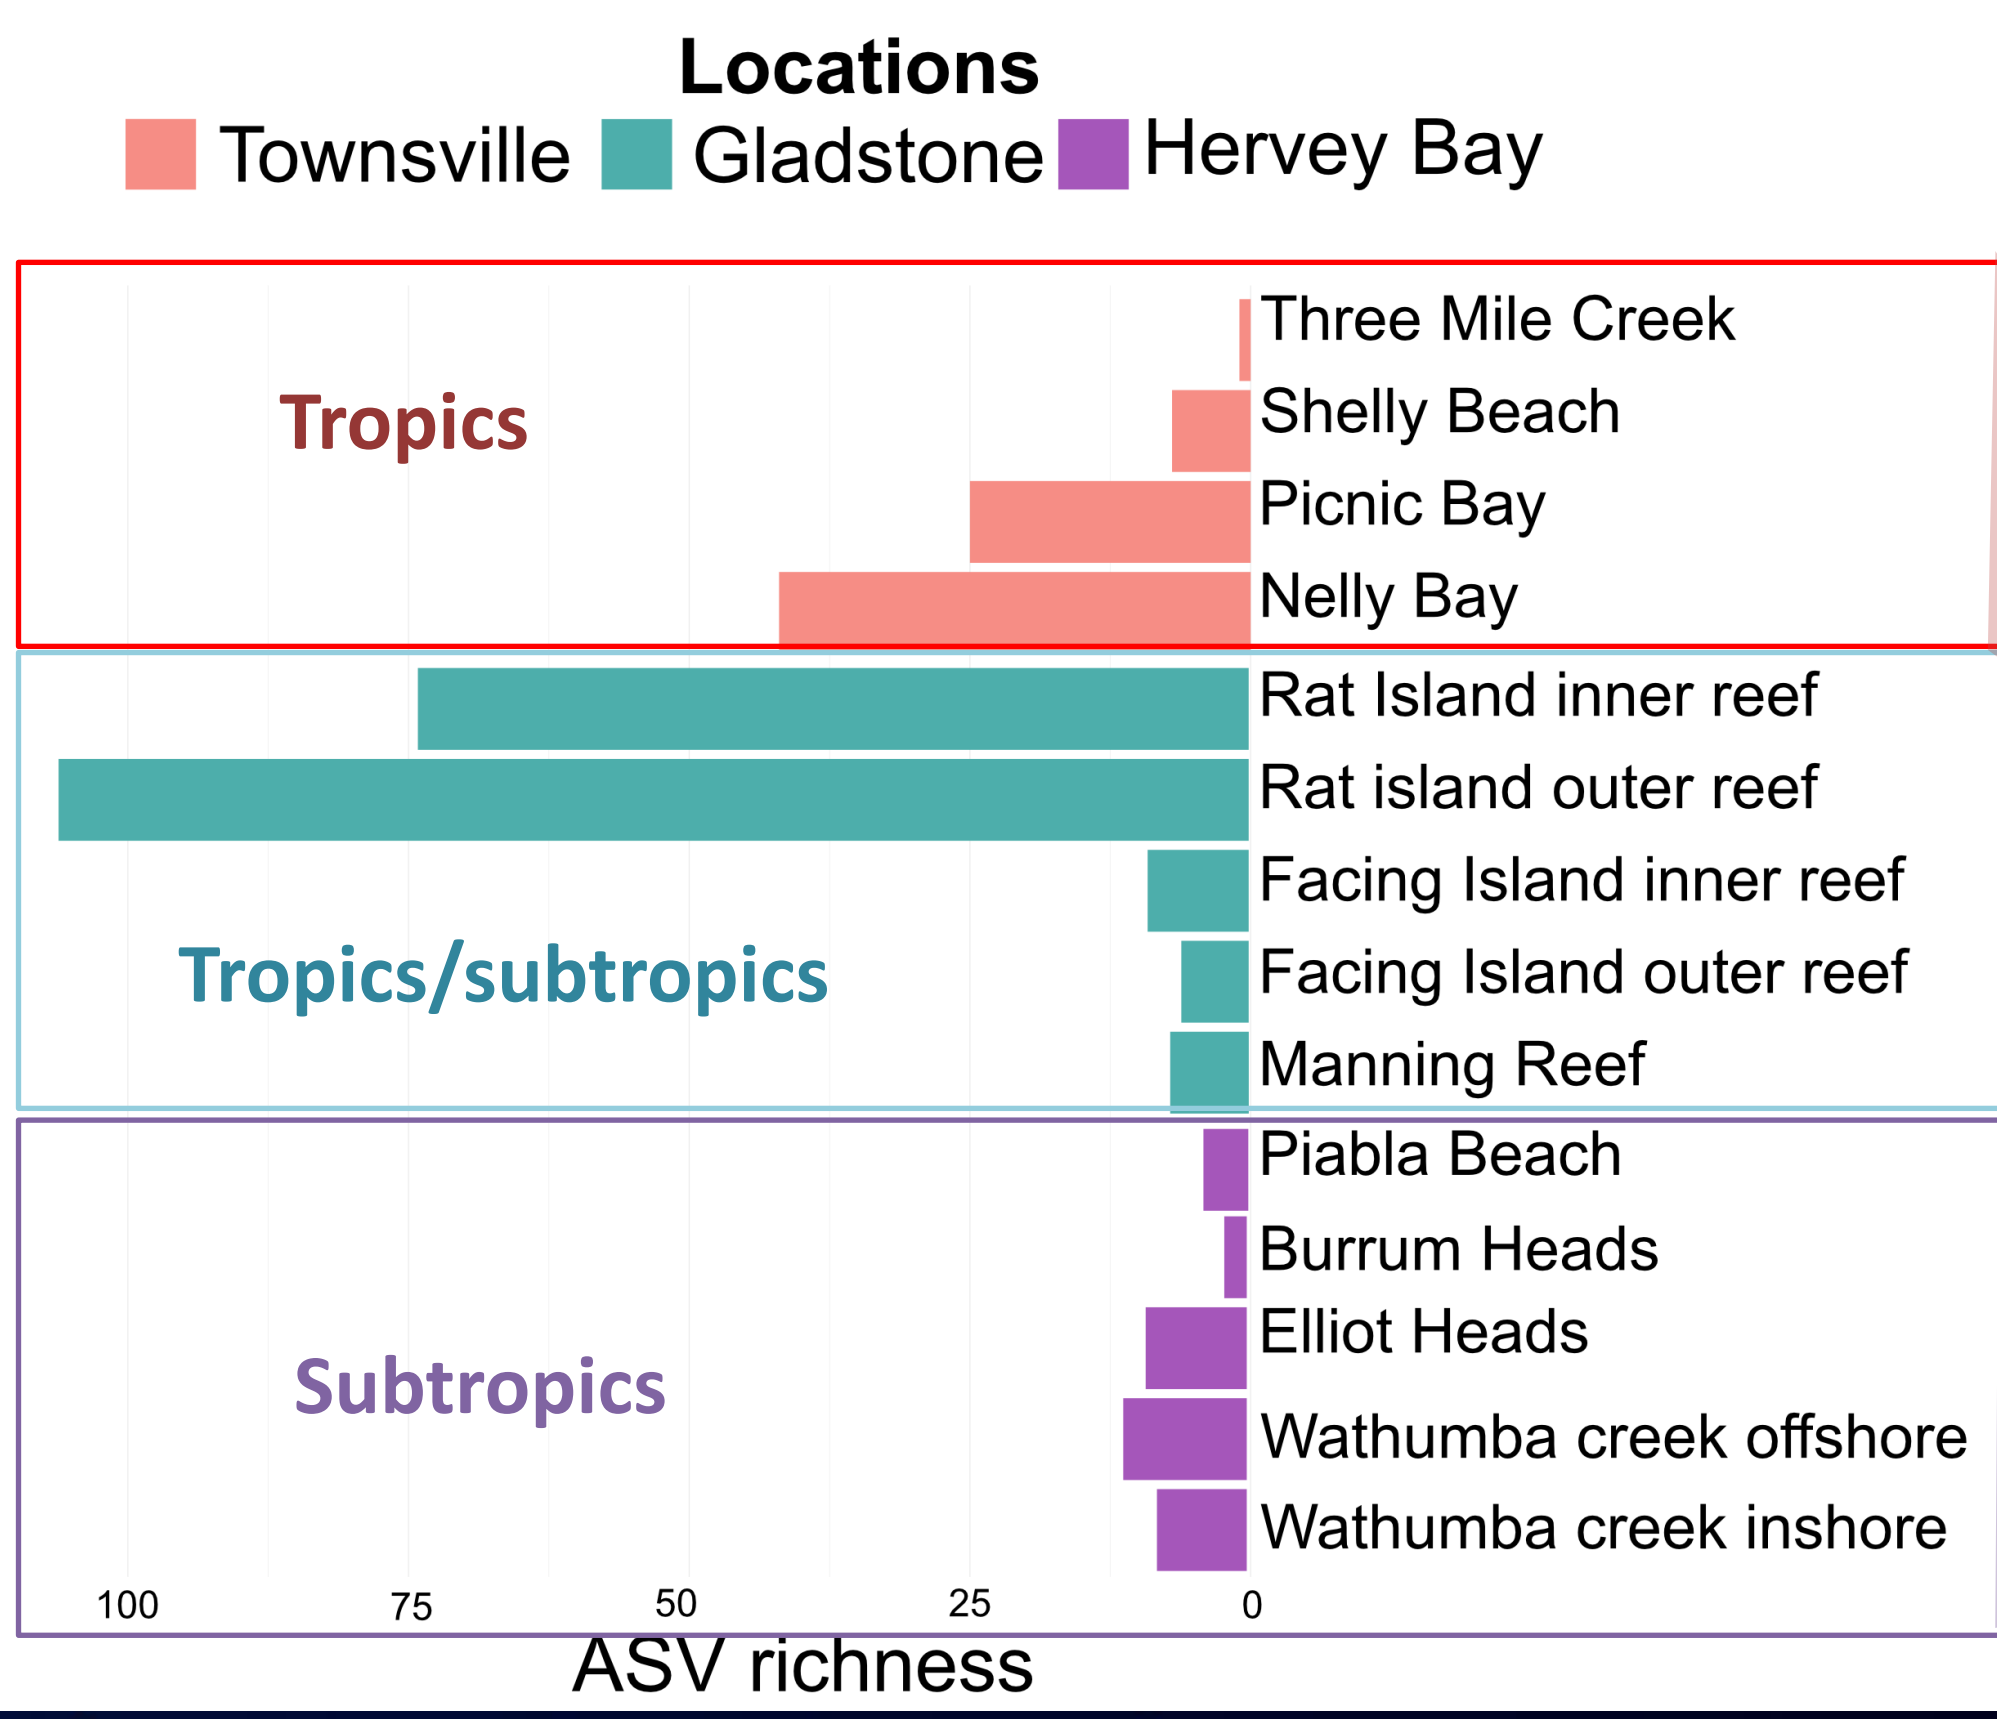 Locations
Townsville Gladstone Hervey Bay
Three Mile Creek
Tropics
Shelly Beach
Picnic Bay
Nelly Bay
Rat Island inner reef
Rat island outer reef
Facing Island inner reef
Tropics/subtropics
Facing Island outer reef
Manning Reef
Piabla Beach
Burrum Heads
Elliot Heads
Subtropics
Wathumba creek offshore
Wathumba creek inshore
100 75 50 25 0
ASV richness